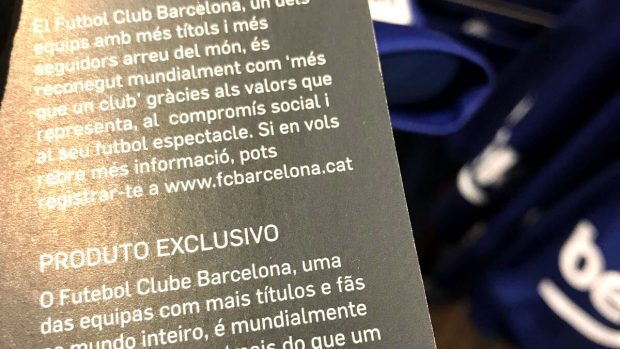 El Futbol Club Barcelona, un dels
equips amb més títols i més
seguidors arreu del món, és
reconegut mundialment com 'més
que un club' gràcies als valors que
representa, al compromís social i
al seu futbol espectacle. Si en vols
rebre més informació, pots
registrar-te a www.fcbarcelona.cat
PRODUTO EXCLUSIVO
O Futebol Clube Barcelona, uma
das equipas com mais títulos e fãs
no mundo inteiro, é mundialmente
mais do que um
be